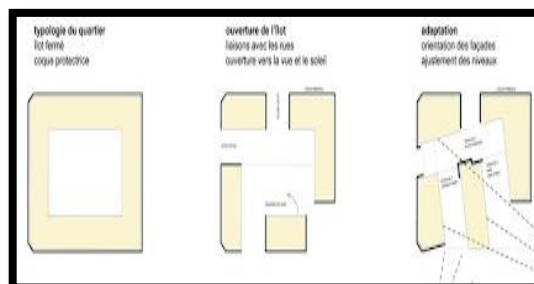 typologie du quartier
îlot fermé
coque protectrice
ouverture de l'îlot
liaisons avec les rues
ouverture vers la vue et le soleil
adaptation
orientation des façades
ajustement des niveaux